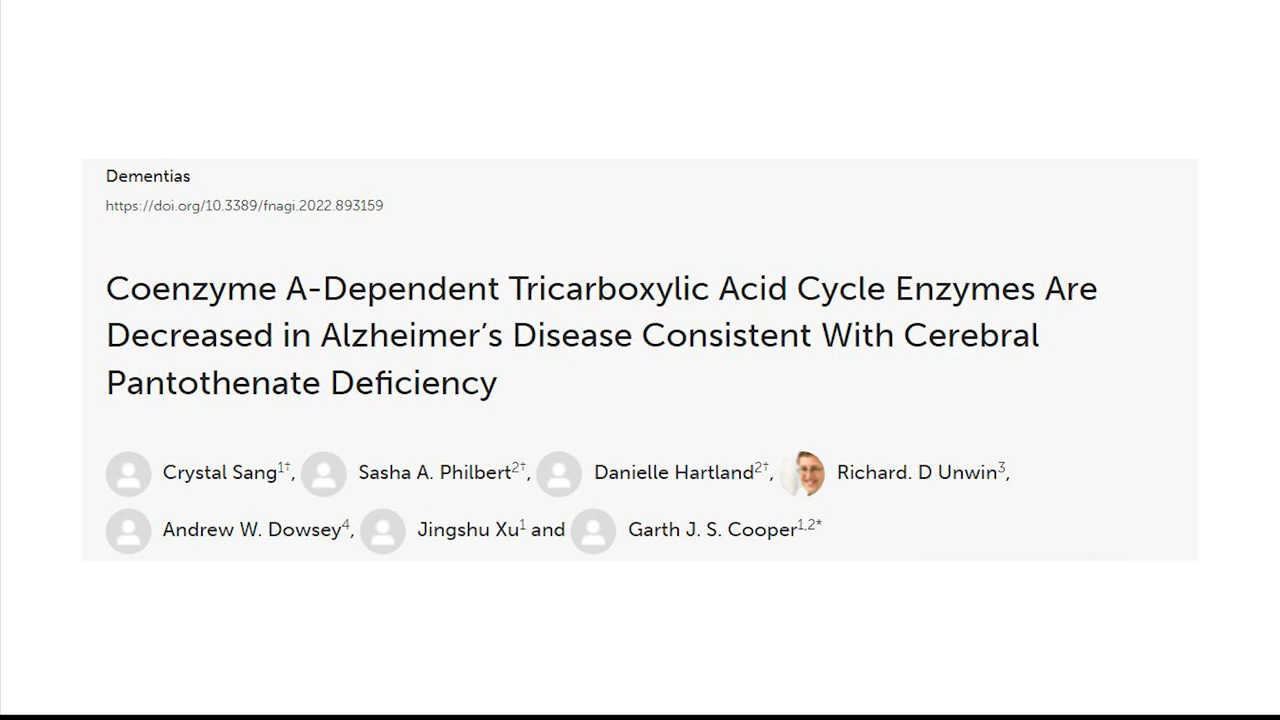 Dementias
https://doi.org/10.3389/fnagi.2022.893159
Coenzyme A-Dependent Tricarboxylic Acid Cycle Enzymes Are
Decreased in Alzheimer’s Disease Consistent With Cerebral
Pantothenate Deficiency
Crystal Sang1†, Sasha A. Philbert2†, Danielle Hartland2†, Richard. D Unwin3,
Andrew W. Dowsey4, Jingshu Xu1 and Garth J. S. Cooper1,2*